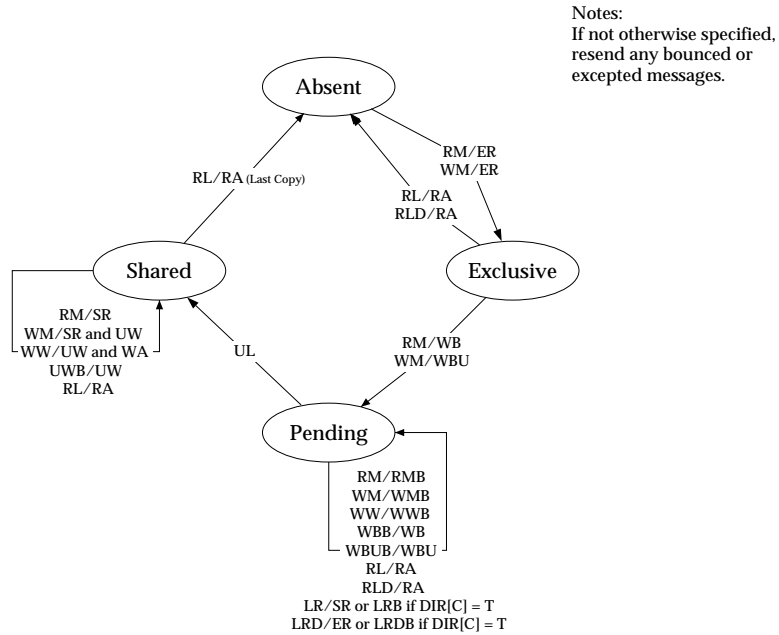 Notes:
If not otherwise specified,
resend any bounced or
excepted messages.
Absent
RM/ER
WM/ER
RL/RA (Last Copy)
RL/RA
RLD/RA
Shared
Exclusive
RM/SR
WM/SR and UW
WW/UW and WA
UWB/UW
RL/RA
UL
RM/WB
WM/WBU
Pending
RM/RMB
WM/WMB
WW/WWB
WBB/WB
WBUB/WBU
RL/RA
RLD/RA
LR/SR or LRB if DIR[C] = T
LRD/ER or LRDB if DIR[C] = T